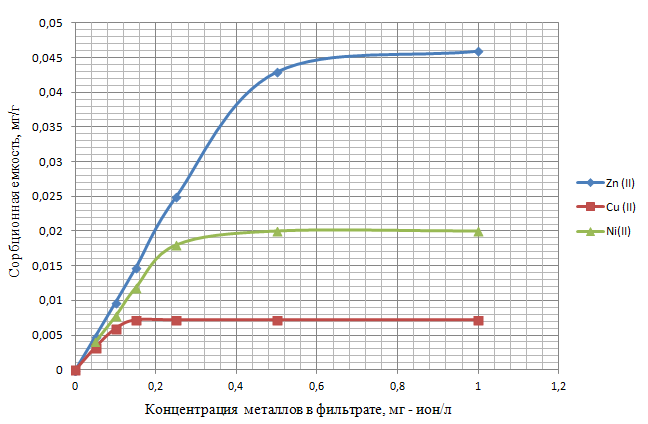 0,05
0,045
0,04
0,035
0,03
0,025
0,02
0,015
0,01
0,005
0
Сорбционная емкость, мг/г
0 0,2 0,4 0,6 0,8 1 1,2
Концентрация металлов в фильтрате, мг - ион/л
Zn (II)
Cu (II)
Ni(II)